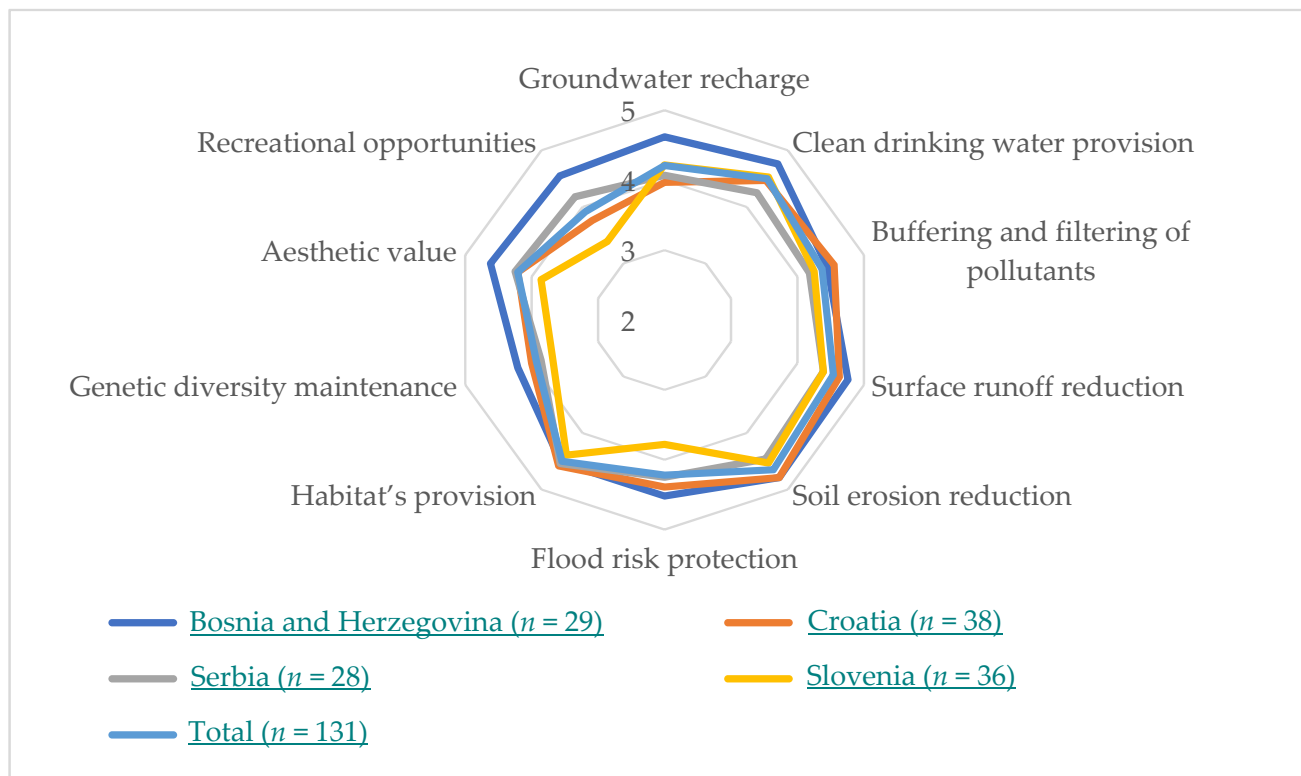 Groundwater recharge
5
Recreational opportunities
Clean drinking water provision
4
Aesthetic value
Buffering and filtering of
pollutants
3
2
Genetic diversity maintenance
Surface runoff reduction
Habitat’s provision
Soil erosion reduction
Flood risk protection
Bosnia and Herzegovina (n = 29)
Croatia (n = 38)
Serbia (n = 28)
Slovenia (n = 36)
Total (n = 131)